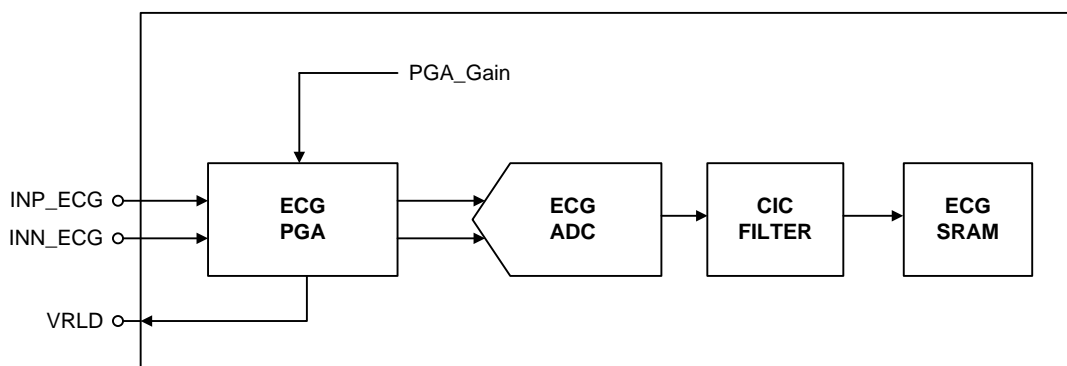 PGA_Gain
INP_ECG
INN_ECG
VRLD
ECG
PGA
ECG
ADC
CIC
FILTER
ECG
SRAM